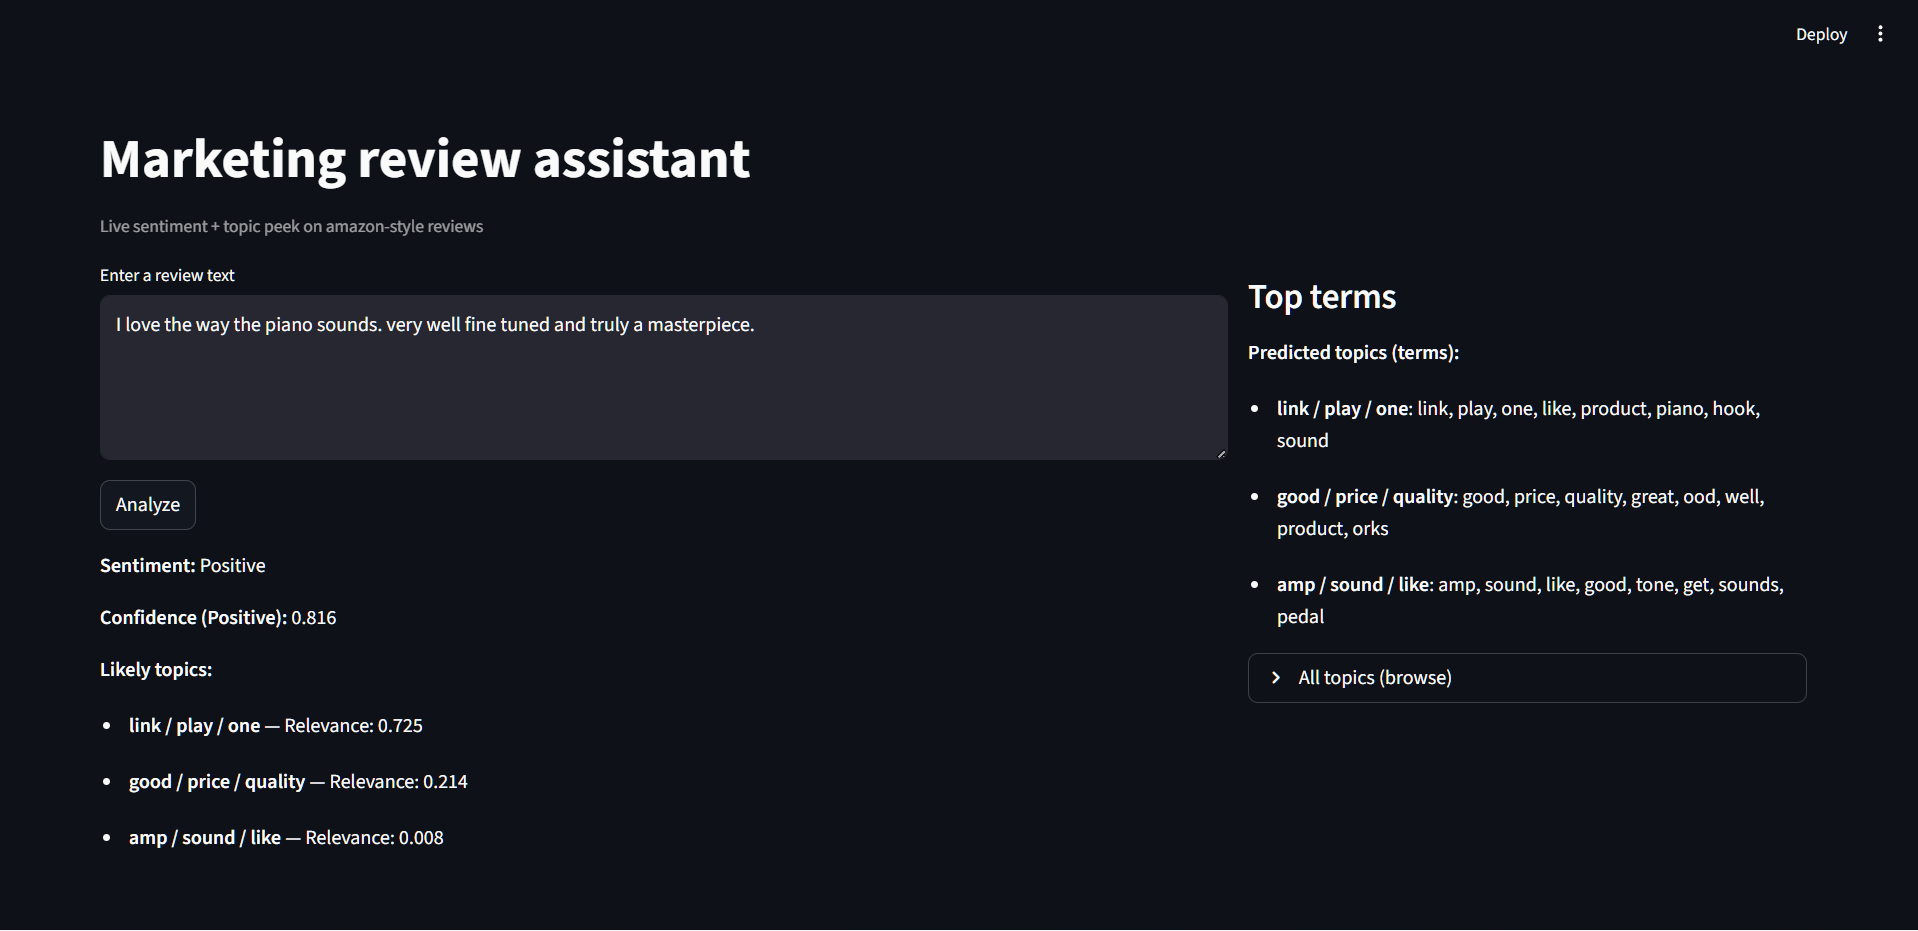 Deploy
Marketing review assistant
Live sentiment + topic peek on amazon-style reviews
Enter a review text
I love the way the piano sounds. very well fine tuned and truly a masterpiece.
Analyze
Sentiment: Positive
Confidence (Positive): 0.816
Likely topics:
link / play / one — Relevance: 0.725
good / price / quality — Relevance: 0.214
amp / sound / like — Relevance: 0.008
Top terms
Predicted topics (terms):
link / play / one: link, play, one, like, product, piano, hook,
sound
good / price / quality: good, price, quality, great, ood, well,
product, orks
amp / sound / like: amp, sound, like, good, tone, get, sounds,
pedal
All topics (browse)